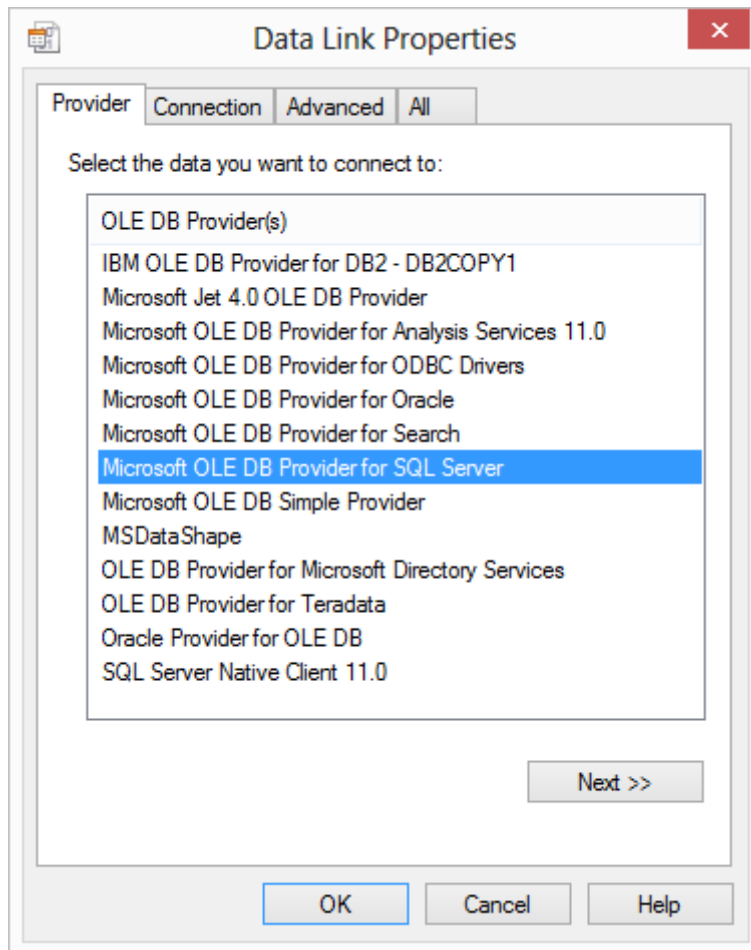 Data Link Properties
Provider
Connection
Advanced
All
Select the data you want to connect to:
OLE DB Provider(s)
IBM OLE DB Provider for DB2 - DB2COPY1
Microsoft Jet 4.0 OLE DB Provider
Microsoft OLE DB Provider for Analysis Services 11.0
Microsoft OLE DB Provider for ODBC Drivers
Microsoft OLE DB Provider for Oracle
Microsoft OLE DB Provider for Search
Microsoft OLE DB Provider for SQL Server
Microsoft OLE DB Simple Provider
MSDataShape
OLE DB Provider for Microsoft Directory Services
OLE DB Provider for Teradata
Oracle Provider for OLE DB
SQL Server Native Client 11.0
Next >>
OK
Cancel
Help